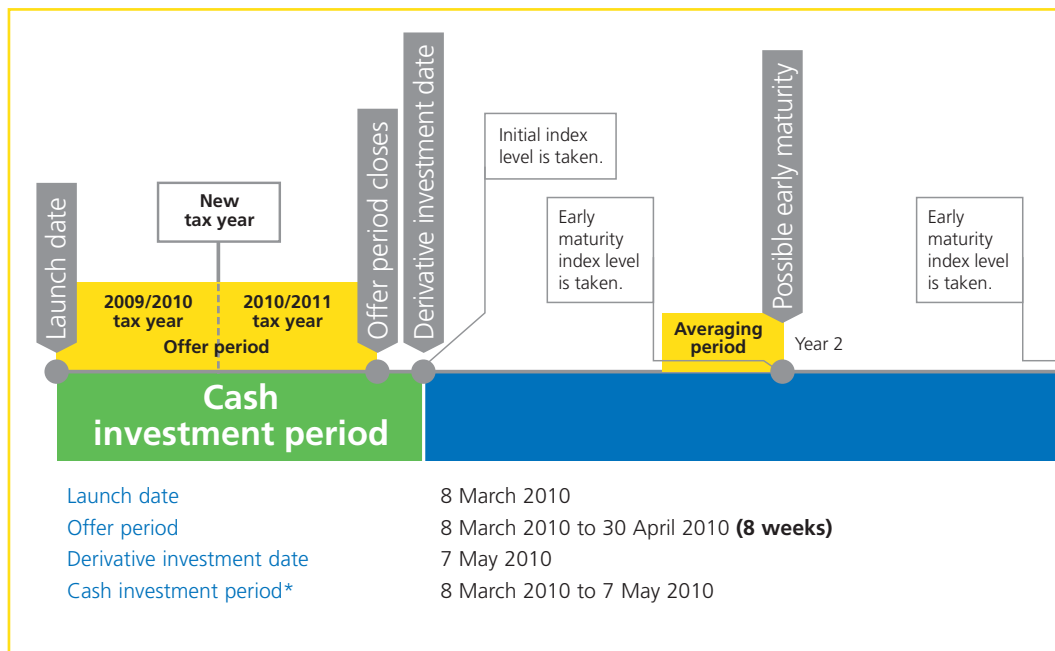 Launch date
New
tax year
2009/2010
tax year
2010/2011
tax year
Offer period
Offer period closes
Derivative investment date
Initial index
level is taken.
Early
maturity
index level
is taken.
Averaging
period
Possible early maturity
Year 2
Early
maturity
index level
is taken.
Cash
investment period
Launch date 8 March 2010
Offer period 8 March 2010 to 30 April 2010 (8 weeks)
Derivative investment date 7 May 2010
Cash investment period* 8 March 2010 to 7 May 2010